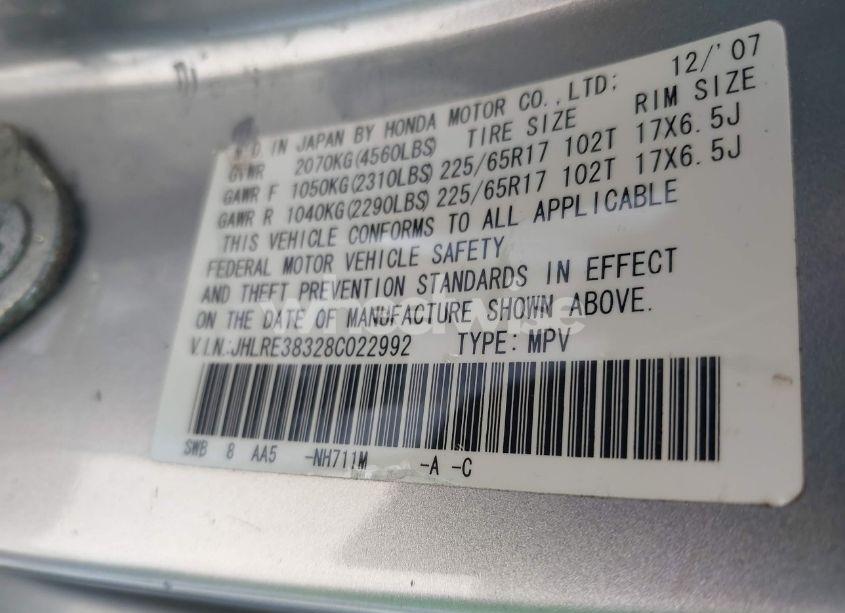 MFD IN JAPAN BY HONDA MOTOR CO.,LTD: 12/'07
GVWR 2070KG(4560LBS) TIRE SIZE RIM SIZE
GAWR F 1050KG(2310LBS) 225/65R17 102T 17X6.5J
GAWR R 1040KG(2290LBS) 225/65R17 102T 17X6.5J
THIS VEHICLE CONFORMS TO ALL APPLICABLE
FEDERAL MOTOR VEHICLE SAFETY
AND THEFT PREVENTION STANDARDS IN EFFECT
ON THE DATE OF MANUFACTURE SHOWN ABOVE.
wheelwise
V.I.N.:JHLRE38328C022992 TYPE: MPV
SWB 8 AA5 -NH711M -A -C